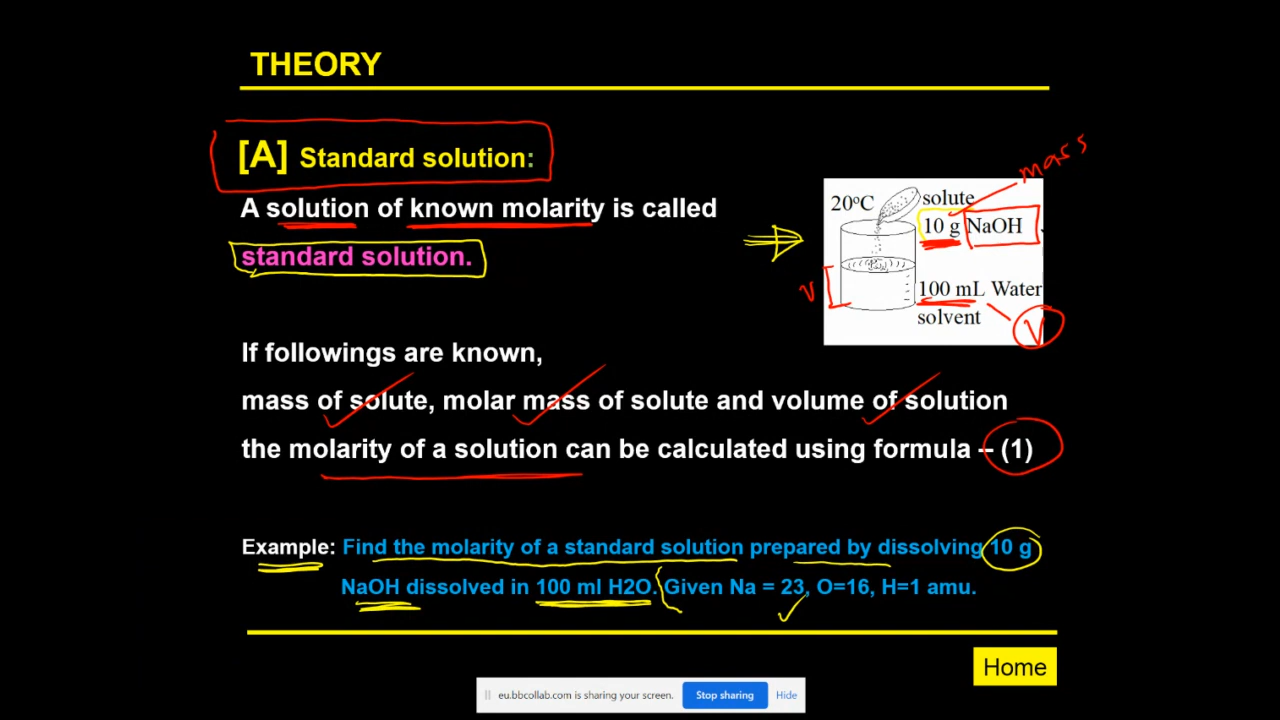 THEORY
[A] Standard solution:
A solution of known molarity is called
standard solution.
mass
20°C
solute
10 g NaOH
V
100 mL Water
solvent
V
If followings are known,
mass of solute, molar mass of solute and volume of solution
the molarity of a solution can be calculated using formula – (1)
Example: Find the molarity of a standard solution prepared by dissolving 10 g
NaOH dissolved in 100 ml H2O. Given Na = 23, O=16, H=1 amu.
Home
eu.bbcollab.com is sharing your screen. Stop sharing Hide